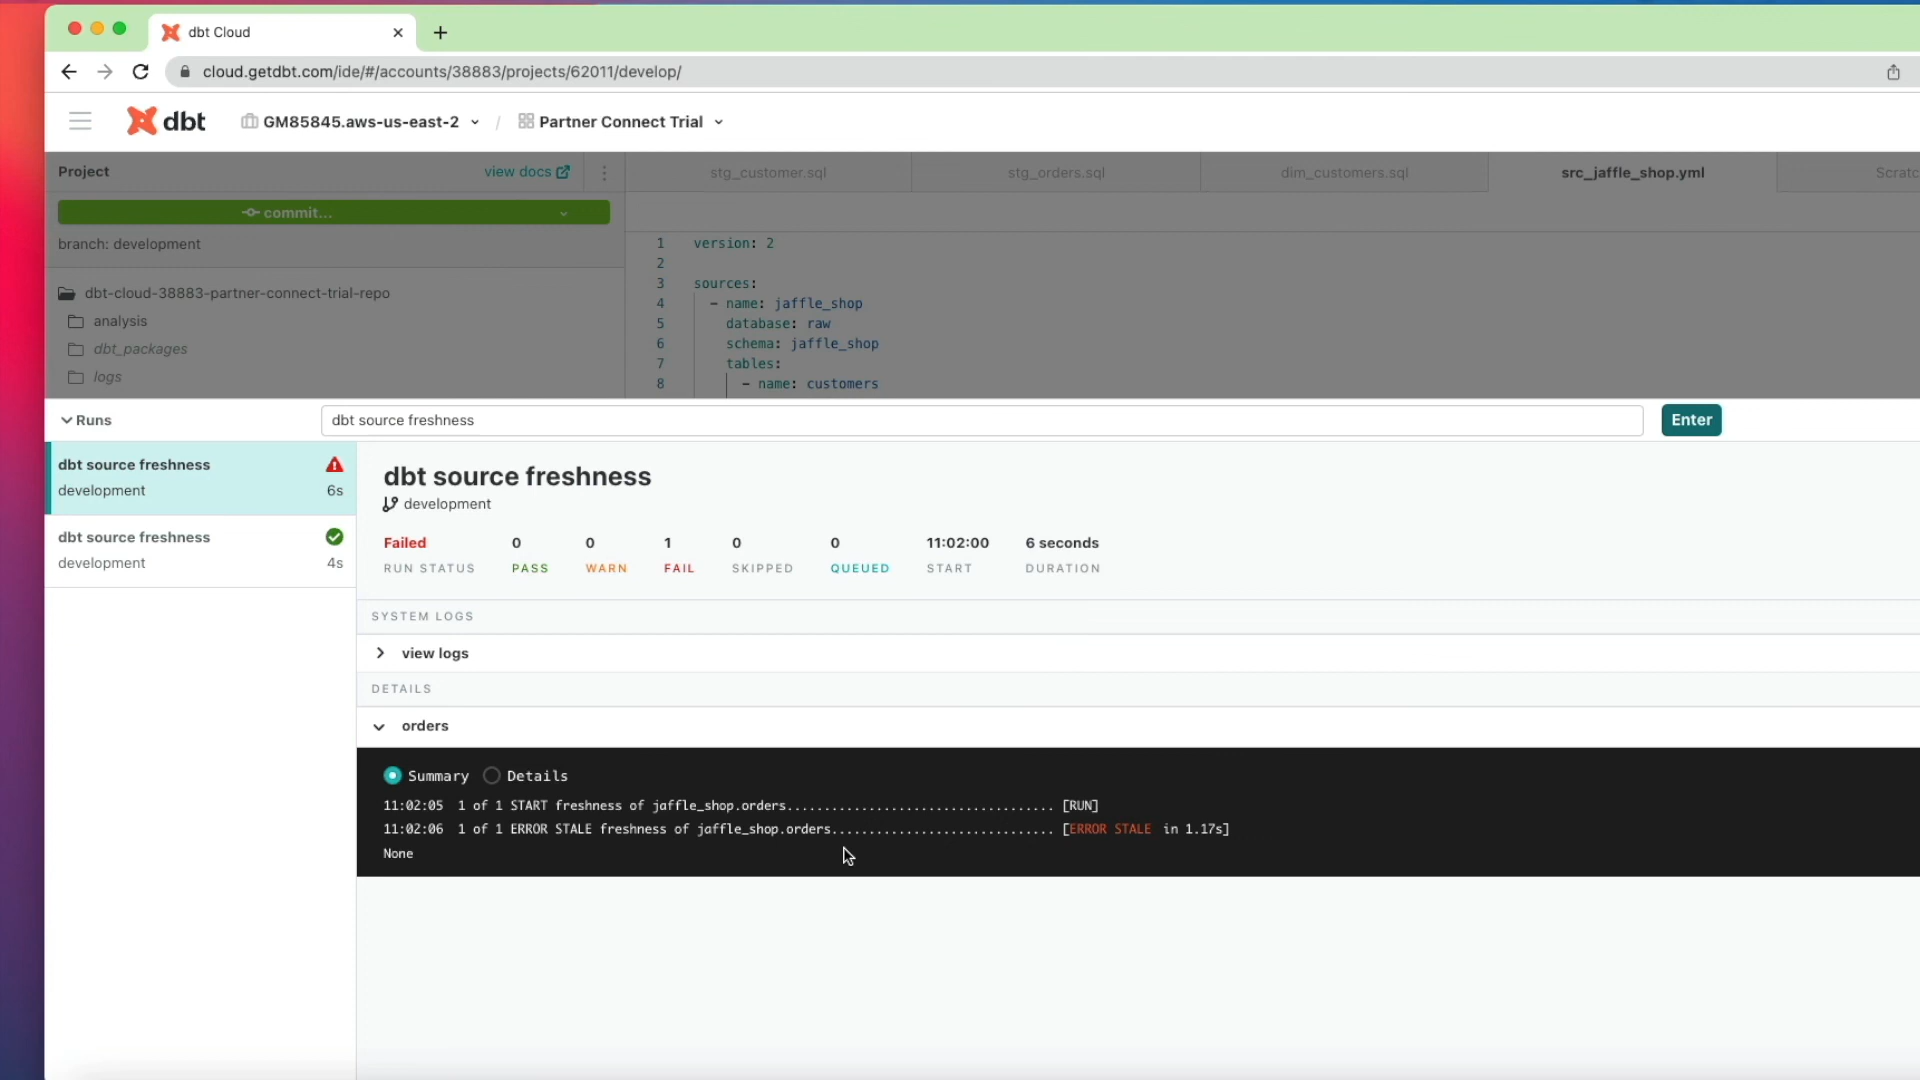 dbt Cloud
cloud.getdbt.com/ide/#/accounts/38883/projects/62011/develop/
dbt
GM85845.aws-us-east-2 / Partner Connect Trial
Project
view docs
stg_customer.sql
stg_orders.sql
dim_customers.sql
src_jaffle_shop.yml
Scratc
commit...
branch: development
dbt-cloud-38883-partner-connect-trial-repo
analysis
dbt_packages
logs
1 version: 2
2
3 sources:
4 - name: jaffle_shop
5 database: raw
6 schema: jaffle_shop
7 tables:
8 - name: customers
Runs
dbt source freshness
Enter
dbt source freshness
development 6s
dbt source freshness
development 4s
dbt source freshness
development
Failed 0 0 1 0 0 11:02:00 6 seconds
RUN STATUS PASS WARN FAIL SKIPPED QUEUED START DURATION
SYSTEM LOGS
view logs
DETAILS
orders
Summary Details
11:02:05 1 of 1 START freshness of jaffle_shop.orders.................................... [RUN]
11:02:06 1 of 1 ERROR STALE freshness of jaffle_shop.orders.............................. [ERROR STALE in 1.17s]
None